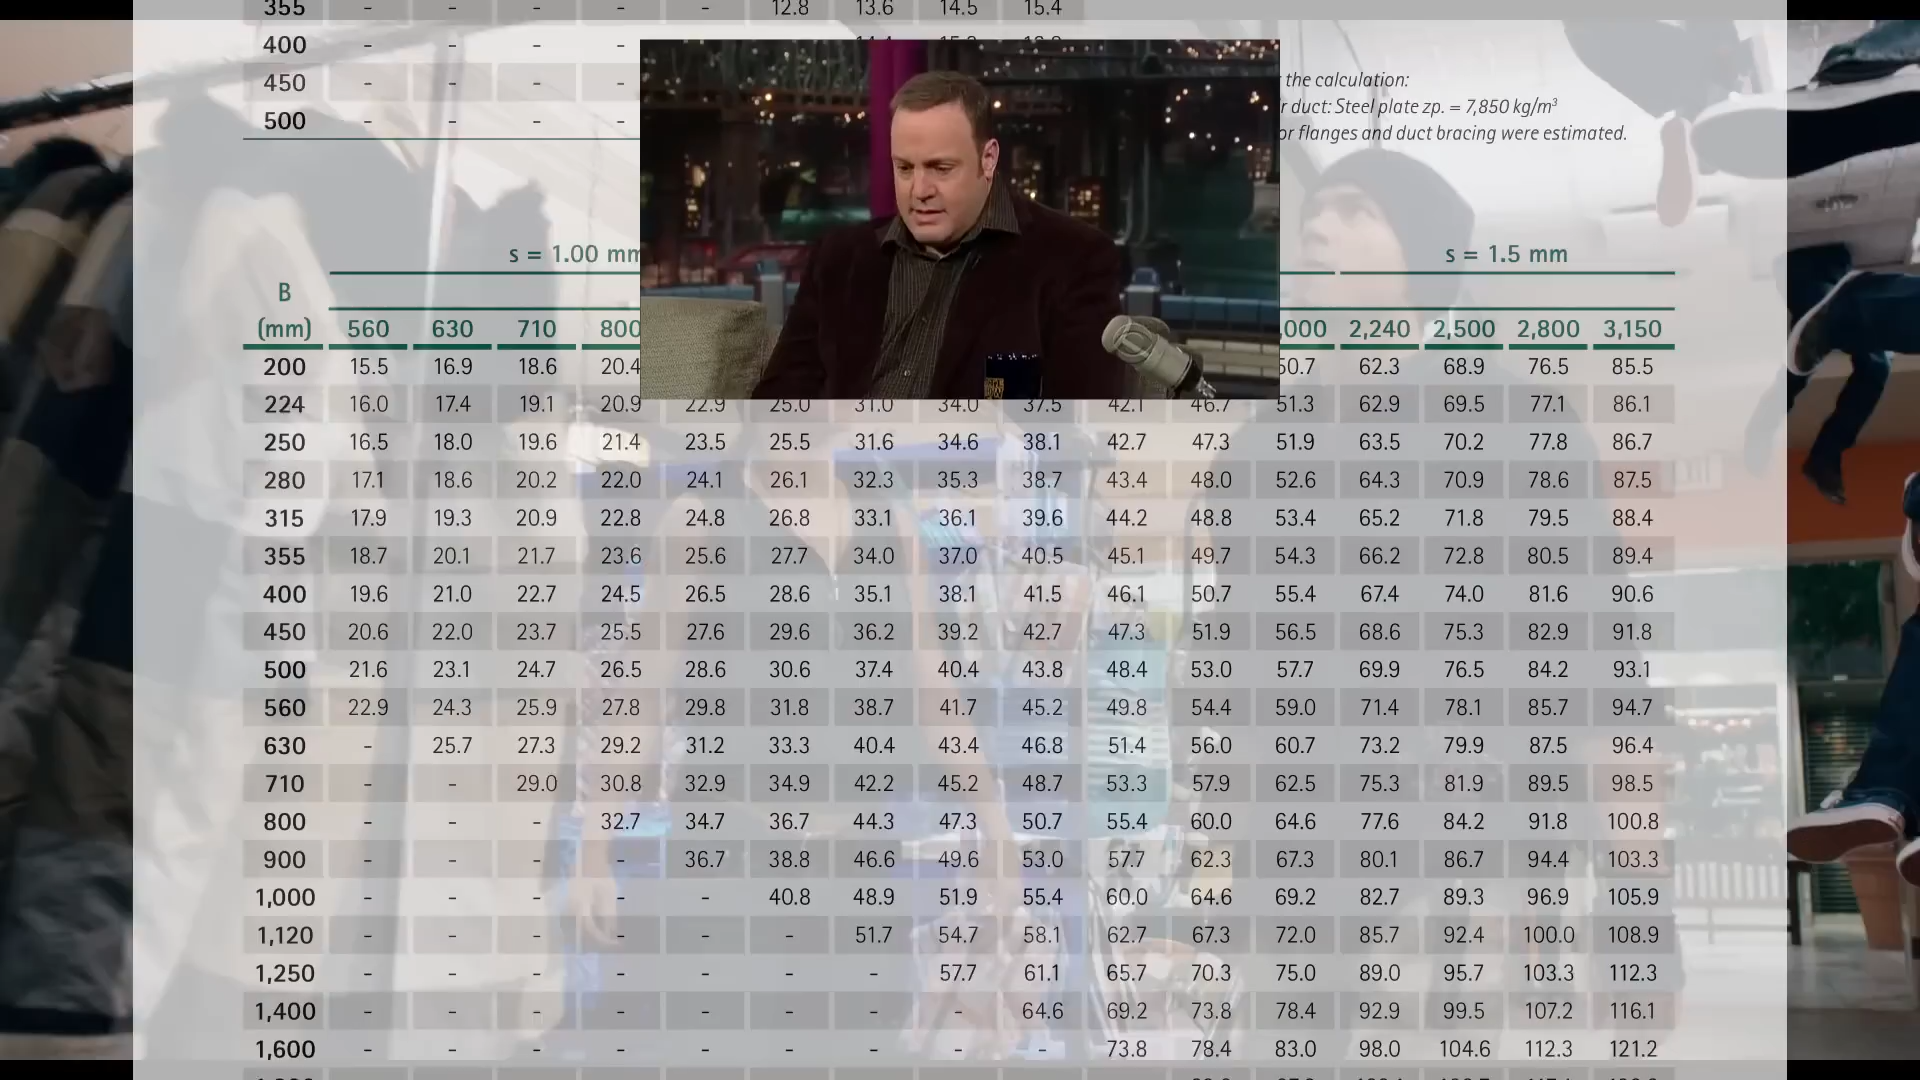 355 - - - - - 12.8 13.6 14.5 15.4
400 - - - -
450 - - - -
the calculation:
duct: Steel plate zp. = 7,850 kg/m³
500 - - - -
or flanges and duct bracing were estimated.
s = 1.00 mm s = 1.5 mm
B
(mm) 560 630 710 800 2,240 2,500 2,800 3,150
200 15.5 16.9 18.6 20.4 50.7 62.3 68.9 76.5 85.5
224 16.0 17.4 19.1 20.9 22.9 25.0 31.0 34.0 37.5 42.1 46.7 51.3 62.9 69.5 77.1 86.1
250 16.5 18.0 19.6 21.4 23.5 25.5 31.6 34.6 38.1 42.7 47.3 51.9 63.5 70.2 77.8 86.7
280 17.1 18.6 20.2 22.0 24.1 26.1 32.3 35.3 38.7 43.4 48.0 52.6 64.3 70.9 78.6 87.5
315 17.9 19.3 20.9 22.8 24.8 26.8 33.1 36.1 39.6 44.2 48.8 53.4 65.2 71.8 79.5 88.4
355 18.7 20.1 21.7 23.6 25.6 27.7 34.0 37.0 40.5 45.1 49.7 54.3 66.2 72.8 80.5 89.4
400 19.6 21.0 22.7 24.5 26.5 28.6 35.1 38.1 41.5 46.1 50.7 55.4 67.4 74.0 81.6 90.6
450 20.6 22.0 23.7 25.5 27.6 29.6 36.2 39.2 42.7 47.3 51.9 56.5 68.6 75.3 82.9 91.8
500 21.6 23.1 24.7 26.5 28.6 30.6 37.4 40.4 43.8 48.4 53.0 57.7 69.9 76.5 84.2 93.1
560 22.9 24.3 25.9 27.8 29.8 31.8 38.7 41.7 45.2 49.8 54.4 59.0 71.4 78.1 85.7 94.7
630 - 25.7 27.3 29.2 31.2 33.3 40.4 43.4 46.8 51.4 56.0 60.7 73.2 79.9 87.5 96.4
710 - - 29.0 30.8 32.9 34.9 42.2 45.2 48.7 53.3 57.9 62.5 75.3 81.9 89.5 98.5
800 - - - 32.7 34.7 36.7 44.3 47.3 50.7 55.4 60.0 64.6 77.6 84.2 91.8 100.8
900 - - - - 36.7 38.8 46.6 49.6 53.0 57.7 62.3 67.3 80.1 86.7 94.4 103.3
1,000 - - - - - 40.8 48.9 51.9 55.4 60.0 64.6 69.2 82.7 89.3 96.9 105.9
1,120 - - - - - - 51.7 54.7 58.1 62.7 67.3 72.0 85.7 92.4 100.0 108.9
1,250 - - - - - - - 57.7 61.1 65.7 70.3 75.0 89.0 95.7 103.3 112.3
1,400 - - - - - - - - 64.6 69.2 73.8 78.4 92.9 99.5 107.2 116.1
1,600 - - - - - - - - - 73.8 78.4 83.0 98.0 104.6 112.3 121.2